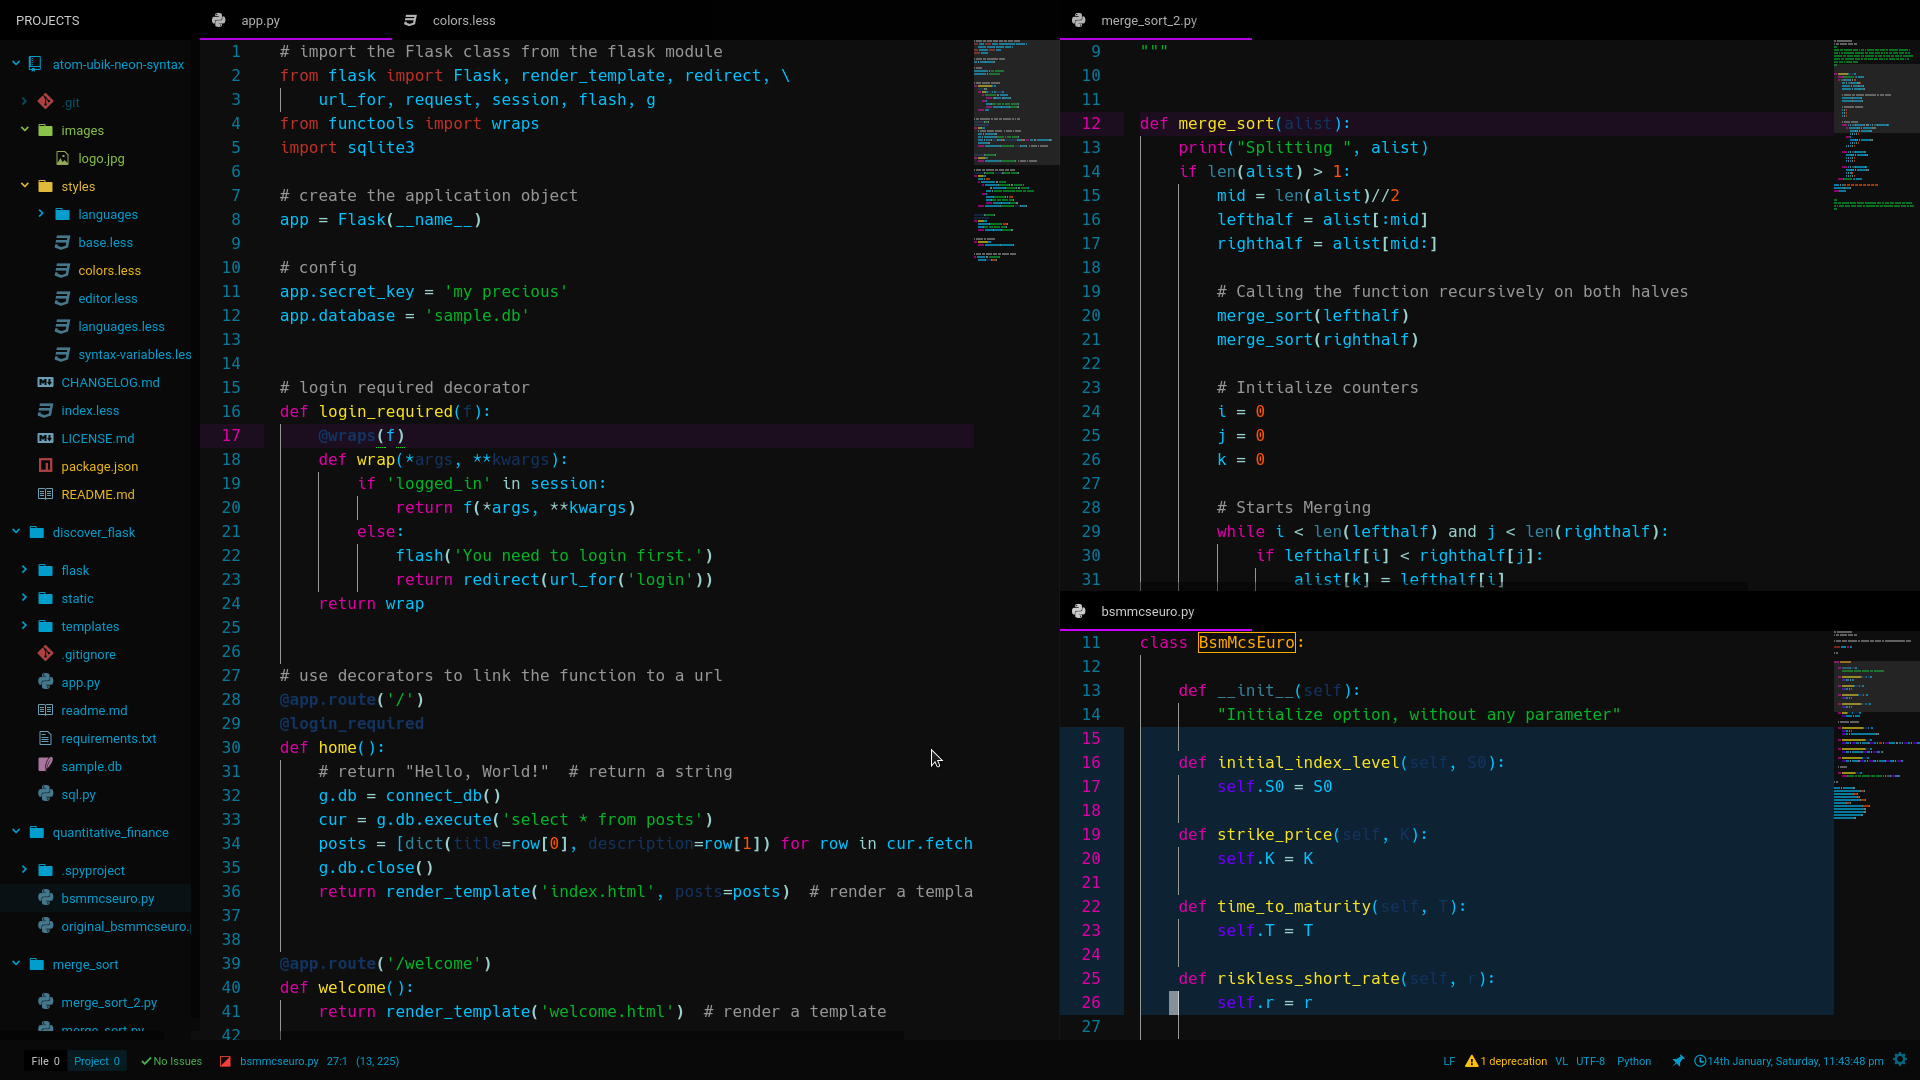 PROJECTS
atom-ubik-neon-syntax
.git
images
logo.jpg
styles
languages
base.less
colors.less
editor.less
languages.less
syntax-variables.les
CHANGELOG.md
index.less
LICENSE.md
package.json
README.md
discover_flask
flask
static
templates
.gitignore
app.py
readme.md
requirements.txt
sample.db
sql.py
quantitative_finance
.spyproject
bsmmcseuro.py
original_bsmmcseuro.
merge_sort
merge_sort_2.py
merge_sort.py
app.py
colors.less
1 # import the Flask class from the flask module
2 from flask import Flask, render_template, redirect, \
3     url_for, request, session, flash, g
4 from functools import wraps
5 import sqlite3
6
7 # create the application object
8 app = Flask(__name__)
9
10 # config
11 app.secret_key = 'my precious'
12 app.database = 'sample.db'
13
14
15 # login required decorator
16 def login_required(f):
17     @wraps(f)
18     def wrap(*args, **kwargs):
19         if 'logged_in' in session:
20             return f(*args, **kwargs)
21         else:
22             flash('You need to login first.')
23             return redirect(url_for('login'))
24     return wrap
25
26
27 # use decorators to link the function to a url
28 @app.route('/')
29 @login_required
30 def home():
31     # return "Hello, World!"  # return a string
32     g.db = connect_db()
33     cur = g.db.execute('select * from posts')
34     posts = [dict(title=row[0], description=row[1]) for row in cur.fetch
35     g.db.close()
36     return render_template('index.html', posts=posts)  # render a templa
37
38
39 @app.route('/welcome')
40 def welcome():
41     return render_template('welcome.html')  # render a template
42
merge_sort_2.py
9 """
10
11
12 def merge_sort(alist):
13     print("Splitting ", alist)
14     if len(alist) > 1:
15         mid = len(alist)//2
16         lefthalf = alist[:mid]
17         righthalf = alist[mid:]
18
19         # Calling the function recursively on both halves
20         merge_sort(lefthalf)
21         merge_sort(righthalf)
22
23         # Initialize counters
24         i = 0
25         j = 0
26         k = 0
27
28         # Starts Merging
29         while i < len(lefthalf) and j < len(righthalf):
30             if lefthalf[i] < righthalf[j]:
31                 alist[k] = lefthalf[i]
bsmmcseuro.py
11 class BsmMcsEuro:
12
13     def __init__(self):
14         "Initialize option, without any parameter"
15
16     def initial_index_level(self, S0):
17         self.S0 = S0
18
19     def strike_price(self, K):
20         self.K = K
21
22     def time_to_maturity(self, T):
23         self.T = T
24
25     def riskless_short_rate(self, r):
26         self.r = r
27
File 0 Project 0 No Issues bsmmcseuro.py 27:1 (13, 225) LF 1 deprecation VL UTF-8 Python 14th January, Saturday, 11:43:48 pm